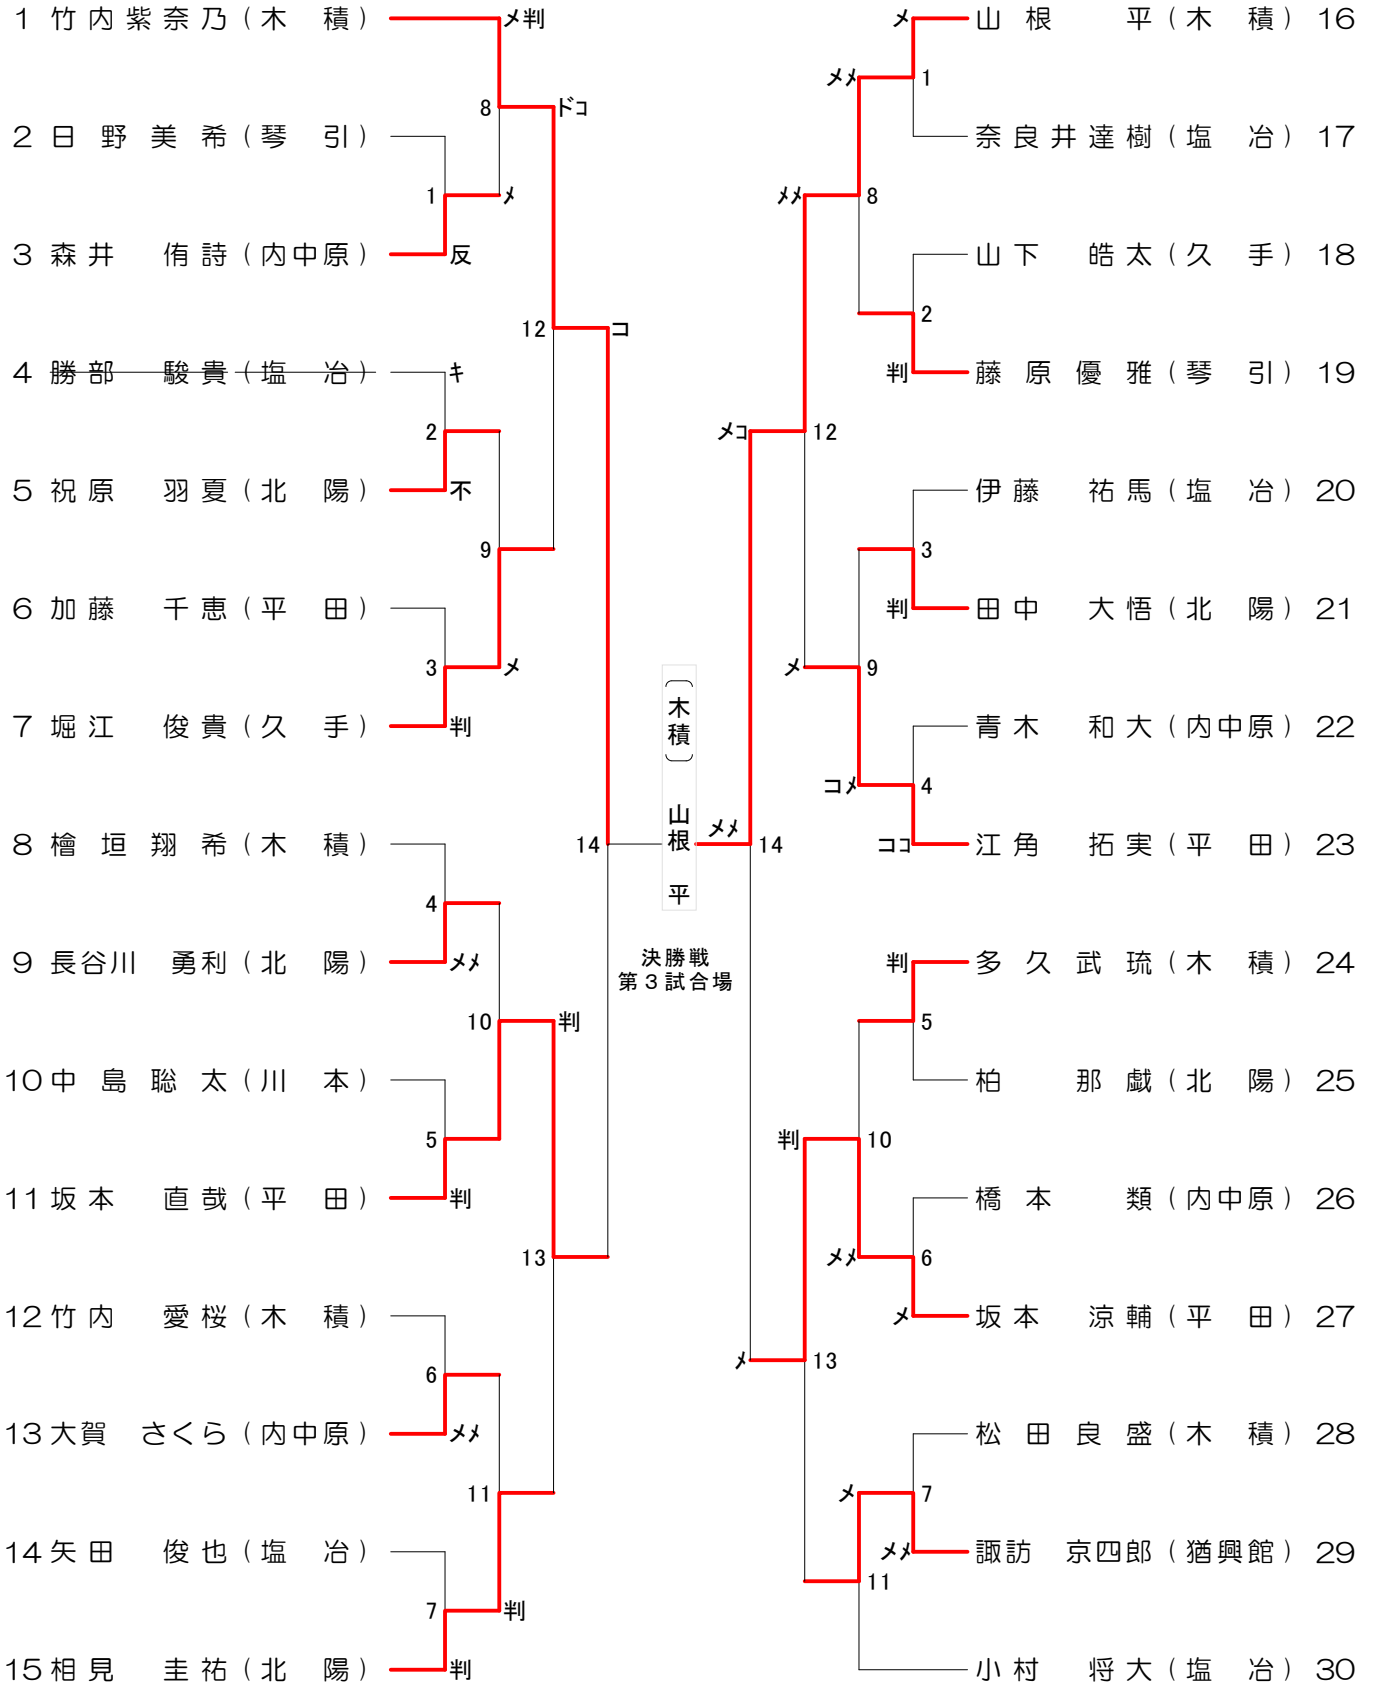 1 竹内紫奈乃(木 積) メ判
8 ドコ
2 日野美希(琴 引)
1 メ
3 森井 侑詩(内中原) 反
12 コ
4 勝部 駿貴(塩 冶) キ
2
5 祝原 羽夏(北 陽) 不
9
6 加藤 千恵(平 田)
3 メ
7 堀江 俊貴(久 手) 判
8 檜垣翔希(木 積)
14
4
9 長谷川 勇利(北 陽) メメ
10 判
10 中島聡太(川 本)
5
11 坂本 直哉(平 田) 判
13
12 竹内 愛桜(木 積)
6
13 大賀 さくら(内中原) メメ
11
14 矢田 俊也(塩 冶)
7 判
15 相見 圭祐(北 陽) 判
(木積)
山根 平
決勝戦
第3試合場
メ 山根 平(木 積) 16
メメ 1
奈良井達樹(塩 冶) 17
メメ 8
山下 皓太(久 手) 18
2
判 藤原優雅(琴 引) 19
メコ 12
伊藤 祐馬(塩 冶) 20
3
判 田中 大悟(北 陽) 21
メ 9
青木 和大(内中原) 22
コメ 4
メメ 14
ココ 江角 拓実(平 田) 23
判 多久武琉(木 積) 24
5
柏 那戯(北 陽) 25
判 10
橋本 類(内中原) 26
メメ 6
メ 坂本 涼輔(平 田) 27
メ 13
松田良盛(木 積) 28
メ 7
メメ 諏訪 京四郎(猶興館) 29
11
小村 将大(塩 冶) 30